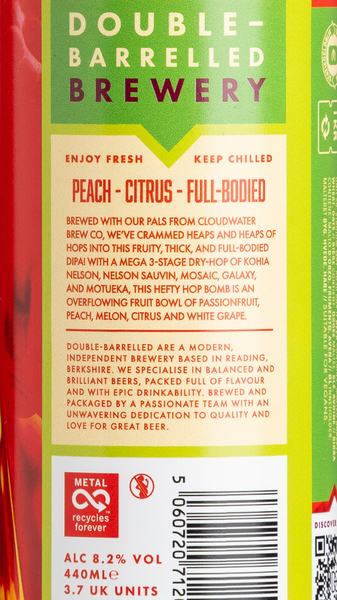 DOUBLE-
BARRELLED
BREWERY
ENJOY FRESH
KEEP CHILLED
PEACH - CITRUS - FULL-BODIED
BREWED WITH OUR PALS FROM CLOUDWATER
BREW CO, WE'VE CRAMMED HEAPS AND HEAPS OF
HOPS INTO THIS FRUITY, THICK, AND FULL-BODIED
DIPA! WITH A MEGA 3-STAGE DRY-HOP OF KOHIA
NELSON, NELSON SAUVIN, MOSAIC, GALAXY,
AND MOTUEKA, THIS HEFTY HOP BOMB IS AN
OVERFLOWING FRUIT BOWL OF PASSIONFRUIT,
PEACH, MELON, CITRUS AND WHITE GRAPE.
DOUBLE-BARRELLED ARE A MODERN,
INDEPENDENT BREWERY BASED IN READING,
BERKSHIRE. WE SPECIALISE IN BALANCED AND
BRILLIANT BEERS, PACKED FULL OF FLAVOUR
AND WITH EPIC DRINKABILITY. BREWED AND
PACKAGED BY A PASSIONATE TEAM WITH AN
UNWAVERING DEDICATION TO QUALITY AND
LOVE FOR GREAT BEER.
METAL
recycles
forever
ALC 8.2% VOL
440ML℮
3.7 UK UNITS
5 060720 712
DISCOVER